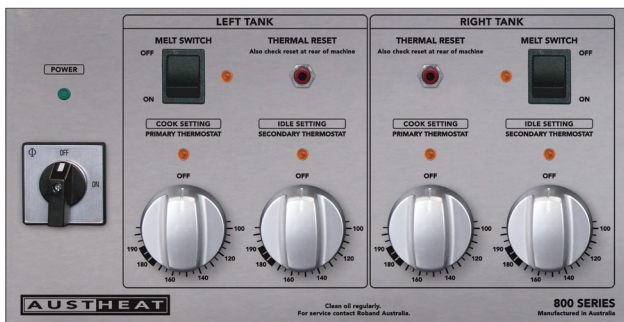 LEFT TANK
MELT SWITCH
OFF
ON
THERMAL RESET
Also check reset at rear of machine
COOK SETTING
PRIMARY THERMOSTAT
OFF
100
120
140
160
180
190
IDLE SETTING
SECONDARY THERMOSTAT
OFF
100
120
140
160
180
190
RIGHT TANK
THERMAL RESET
Also check reset at rear of machine
MELT SWITCH
OFF
ON
COOK SETTING
PRIMARY THERMOSTAT
OFF
100
120
140
160
180
190
IDLE SETTING
SECONDARY THERMOSTAT
OFF
100
120
140
160
180
190
POWER
OFF
ON
AUSTHEAT
Clean oil regularly.
For service contact Roband Australia.
800 SERIES
Manufactured in Australia